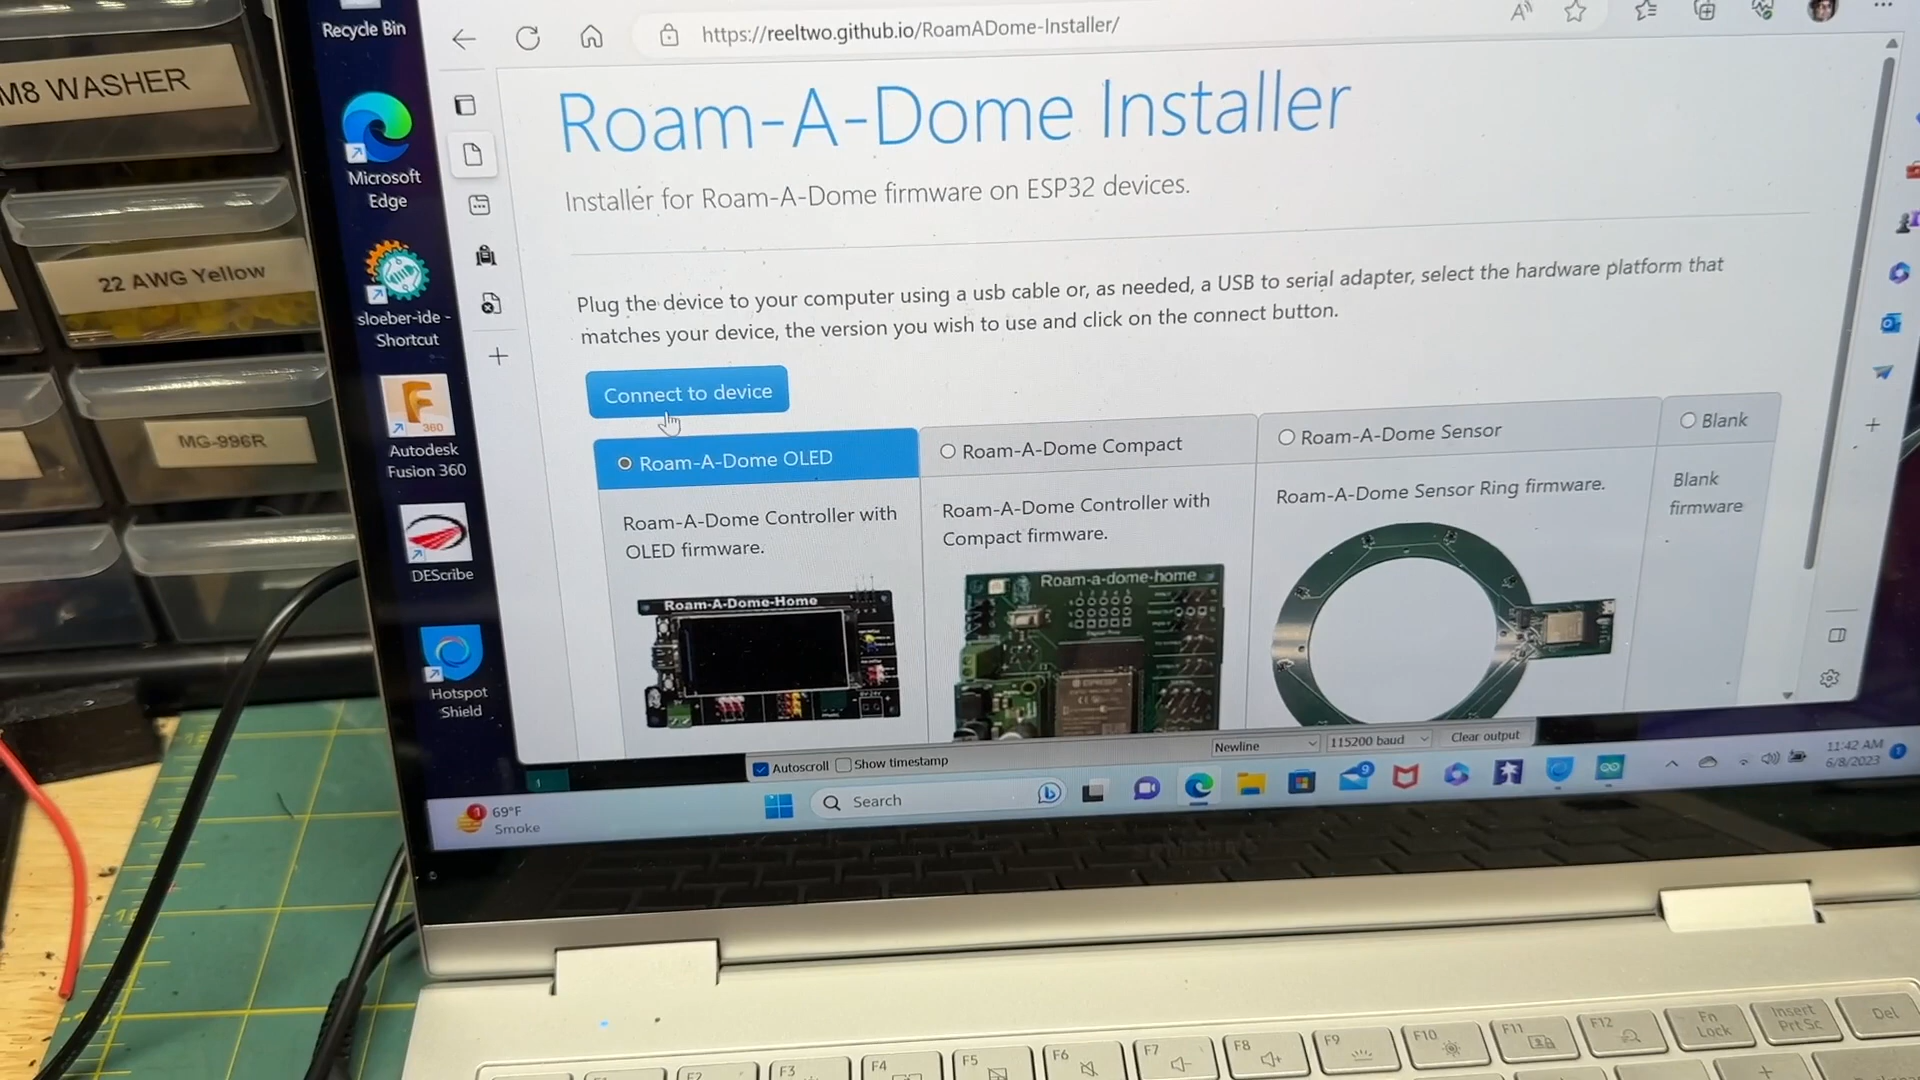 Recycle Bin
https://reeltwo.github.io/RoamADome-Installer/
M8 WASHER
Roam-A-Dome Installer
Microsoft
Edge
Installer for Roam-A-Dome firmware on ESP32 devices.
22 AWG Yellow
sloeber-ide -
Shortcut
Plug the device to your computer using a usb cable or, as needed, a USB to serial adapter, select the hardware platform that
matches your device, the version you wish to use and click on the connect button.
Connect to device
MG-996R
360
Autodesk
Fusion 360
Roam-A-Dome OLED
Roam-A-Dome Compact
Roam-A-Dome Sensor
Blank
Roam-A-Dome Controller with
OLED firmware.
Roam-A-Dome Controller with
Compact firmware.
Roam-A-Dome Sensor Ring firmware.
Blank
firmware
DEScribe
Roam-A-Dome-Home
Roam-a-dome-home
Hotspot
Shield
Autoscroll
Show timestamp
Newline
115200 baud
Clear output
1
69°F
Smoke
Search
9
11:42 AM
6/8/2023
1
SAMSUNG
F2
F3
F4
F5
F6
F7
F8
F9
F10
F11
F12
Fn
Lock
Insert
Prt Sc
Del